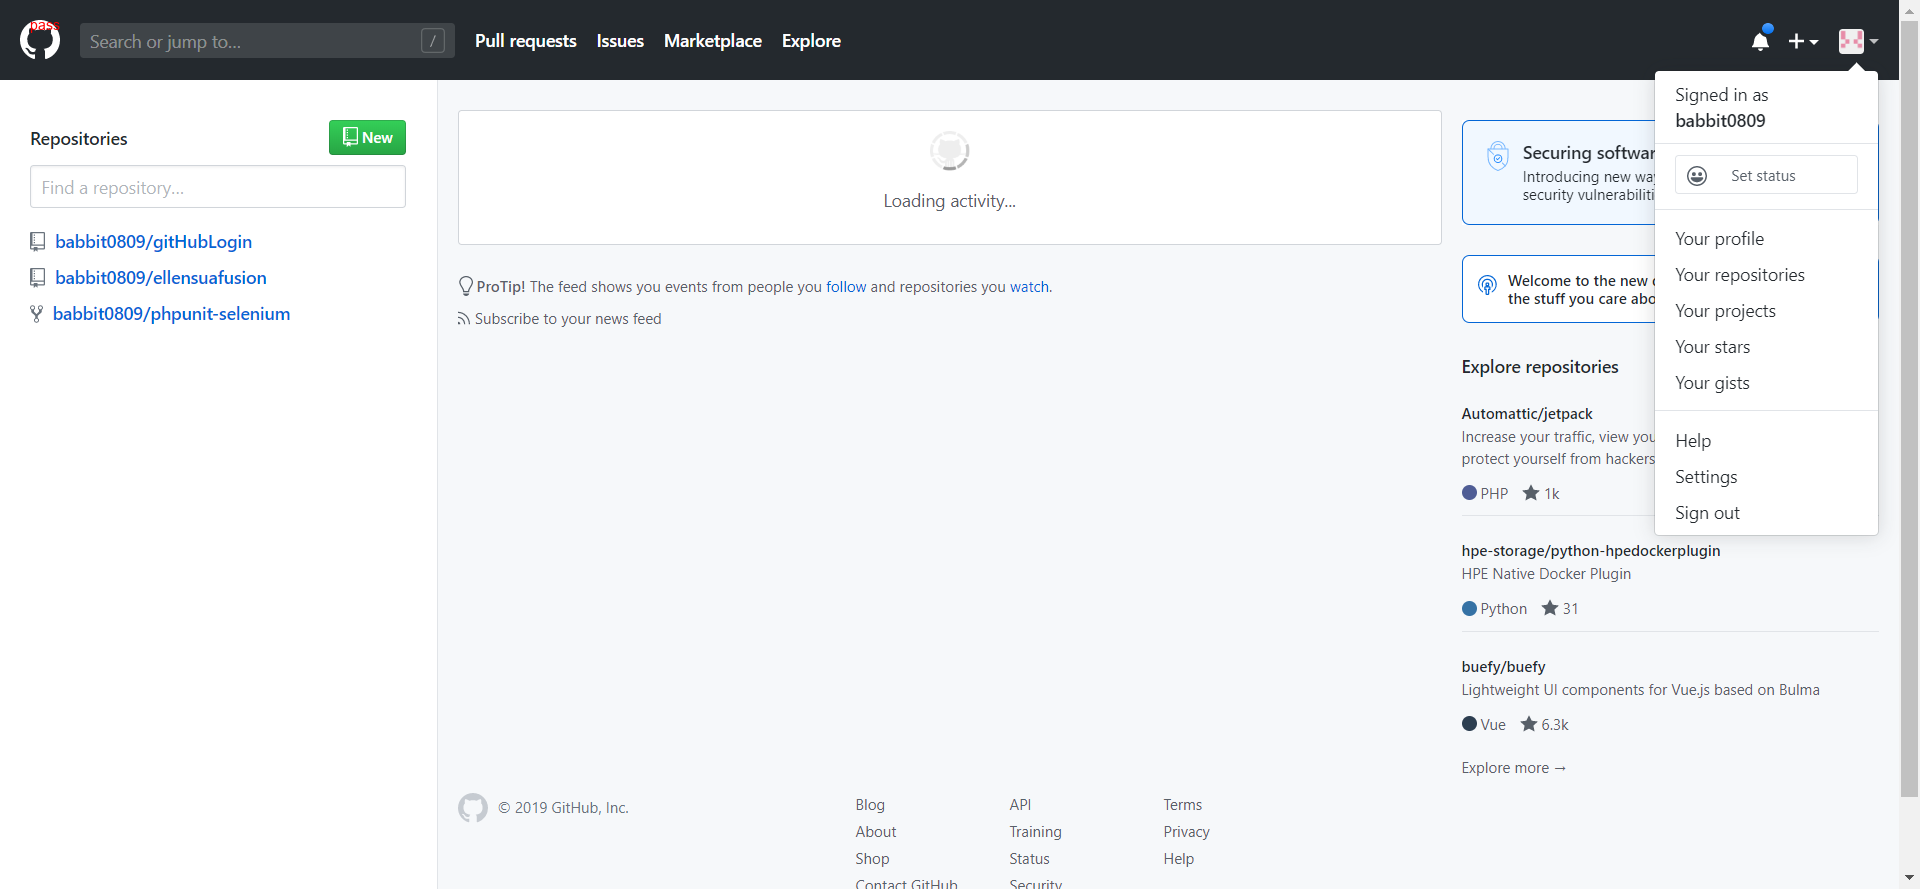 bass
Search or jump to...
/
Pull requests
Issues
Marketplace
Explore
Repositories
New
Find a repository...
babbit0809/gitHubLogin
babbit0809/ellensuafusion
babbit0809/phpunit-selenium
Loading activity...
ProTip! The feed shows you events from people you follow and repositories you watch.
Subscribe to your news feed
Securing softwar
Introducing new wa
security vulnerabiliti
Welcome to the new
the stuff you care abo
Explore repositories
Automattic/jetpack
Increase your traffic, view you
protect yourself from hackers
PHP 1k
hpe-storage/python-hpedockerplugin
HPE Native Docker Plugin
Python 31
buefy/buefy
Lightweight UI components for Vue.js based on Bulma
Vue 6.3k
Explore more →
Signed in as
babbit0809
Set status
Your profile
Your repositories
Your projects
Your stars
Your gists
Help
Settings
Sign out
© 2019 GitHub, Inc.
Blog
About
Shop
Contact GitHub
API
Training
Status
Security
Terms
Privacy
Help